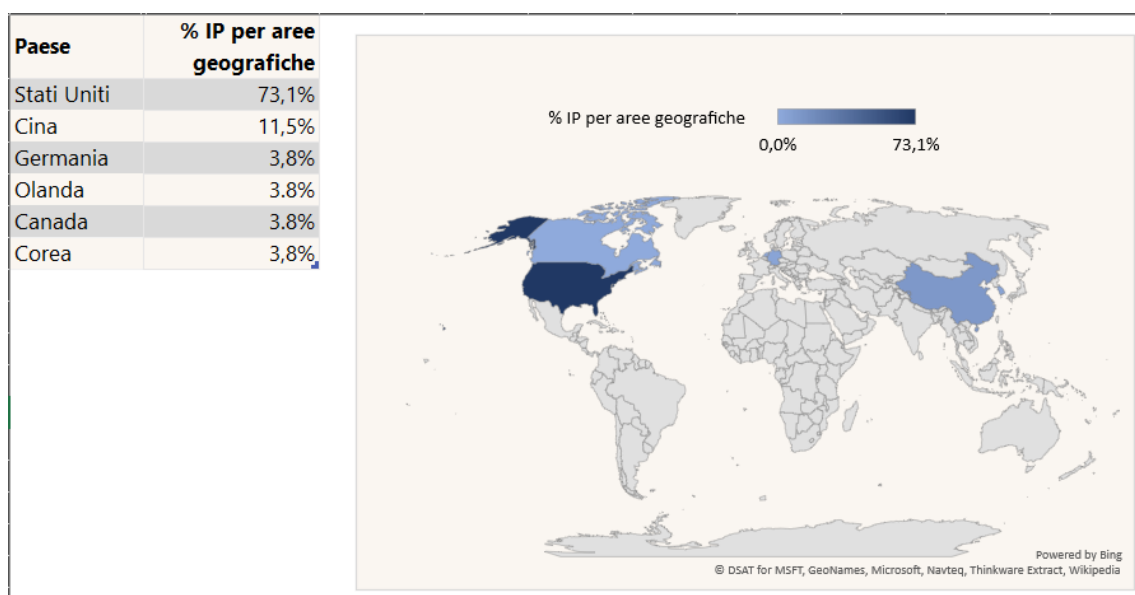 Paese % IP per aree geografiche
Stati Uniti 73,1%
Cina 11,5%
Germania 3,8%
Olanda 3.8%
Canada 3.8%
Corea 3,8%
% IP per aree geografiche
0,0% 73,1%
Powered by Bing
© DSAT for MSFT, GeoNames, Microsoft, Navteq, Thinkware Extract, Wikipedia